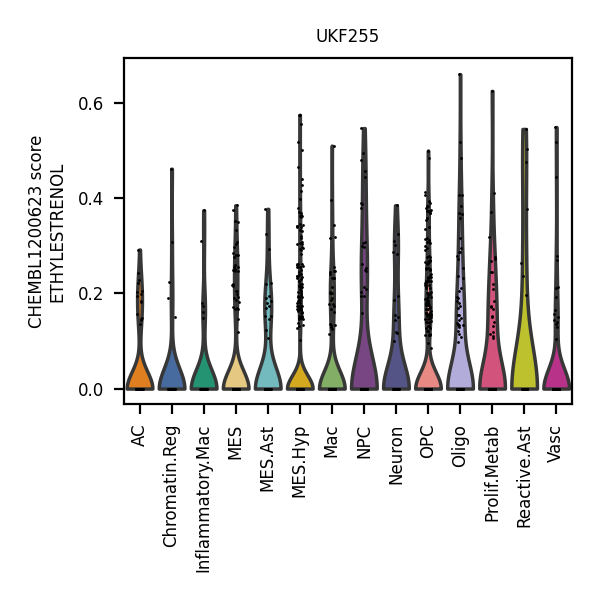 UKF255
CHEMBL1200623 score
ETHYLESTRENOL
0.6
0.4
0.2
0.0
AC
Chromatin.Reg
Inflammatory.Mac
MES
MES.Ast
MES.Hyp
Mac
NPC
Neuron
OPC
Oligo
Prolif.Metab
Reactive.Ast
Vasc